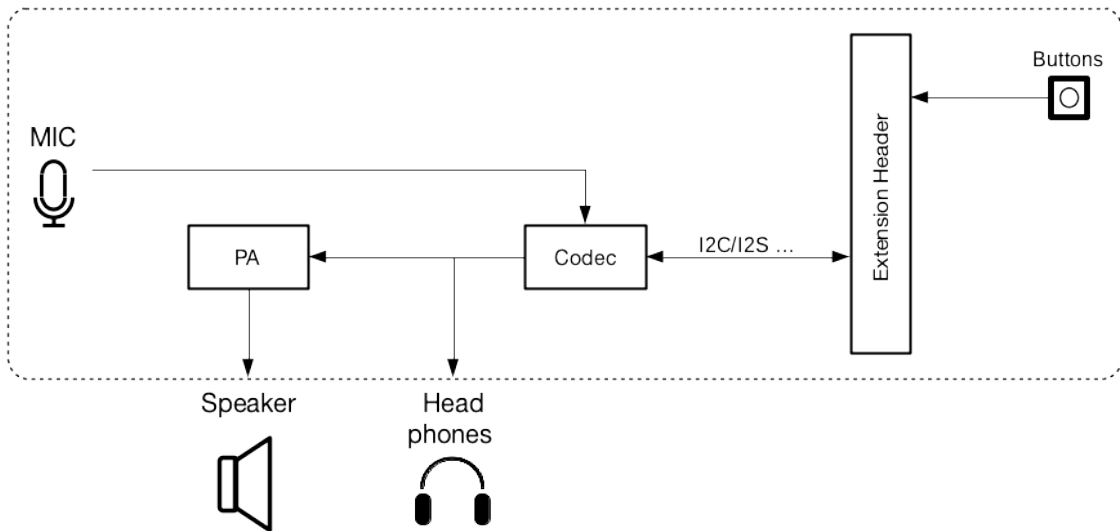 Buttons
MIC
Extension Header
I2C/I2S ...
PA
Codec
Speaker
Head
phones